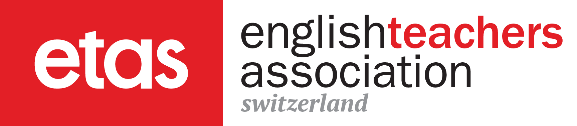 etas
englishteachers
association
switzerland